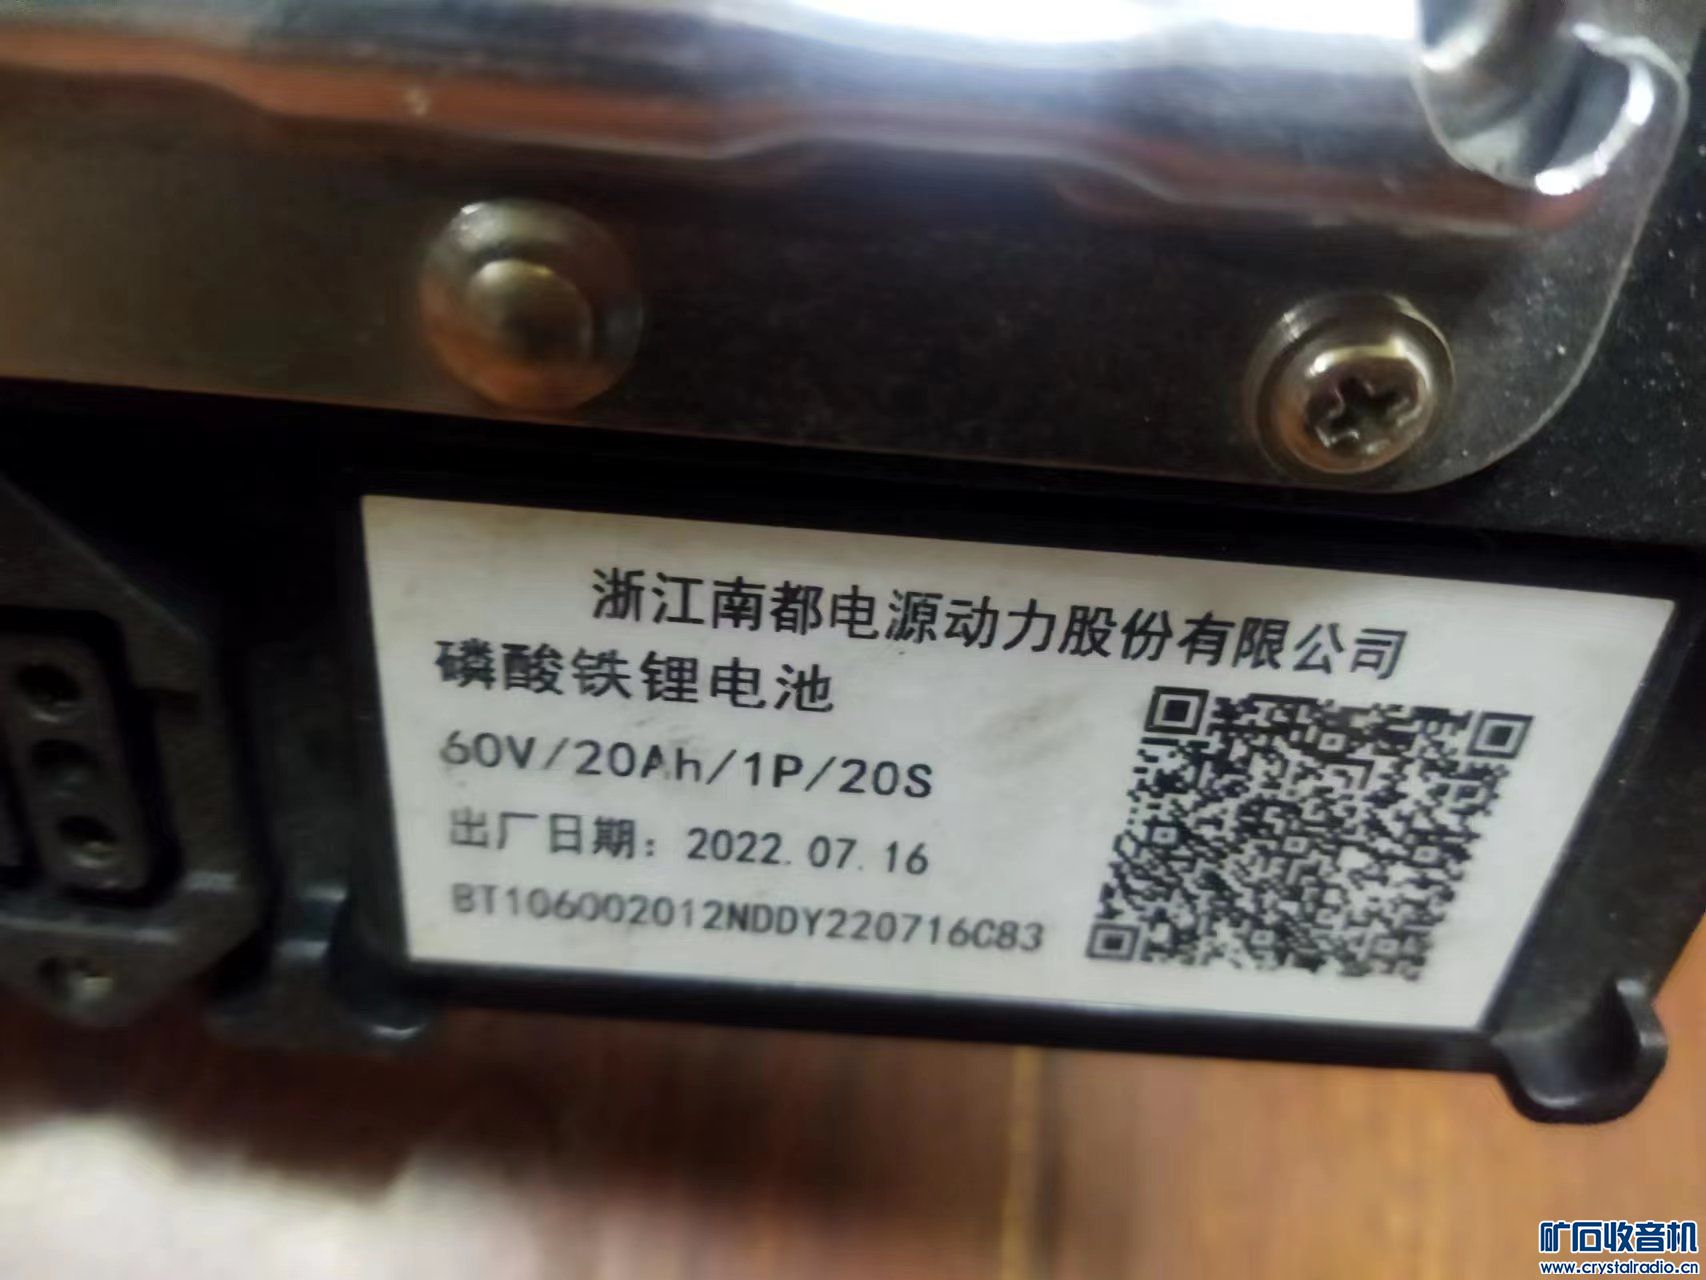 浙江南都电源动力股份有限公司
磷酸铁锂电池
60V/20Ah/1P/20S
出厂日期：2022.07.16
BT106002012NDDY220716C83
矿石收音机
www.crystalradio.cn